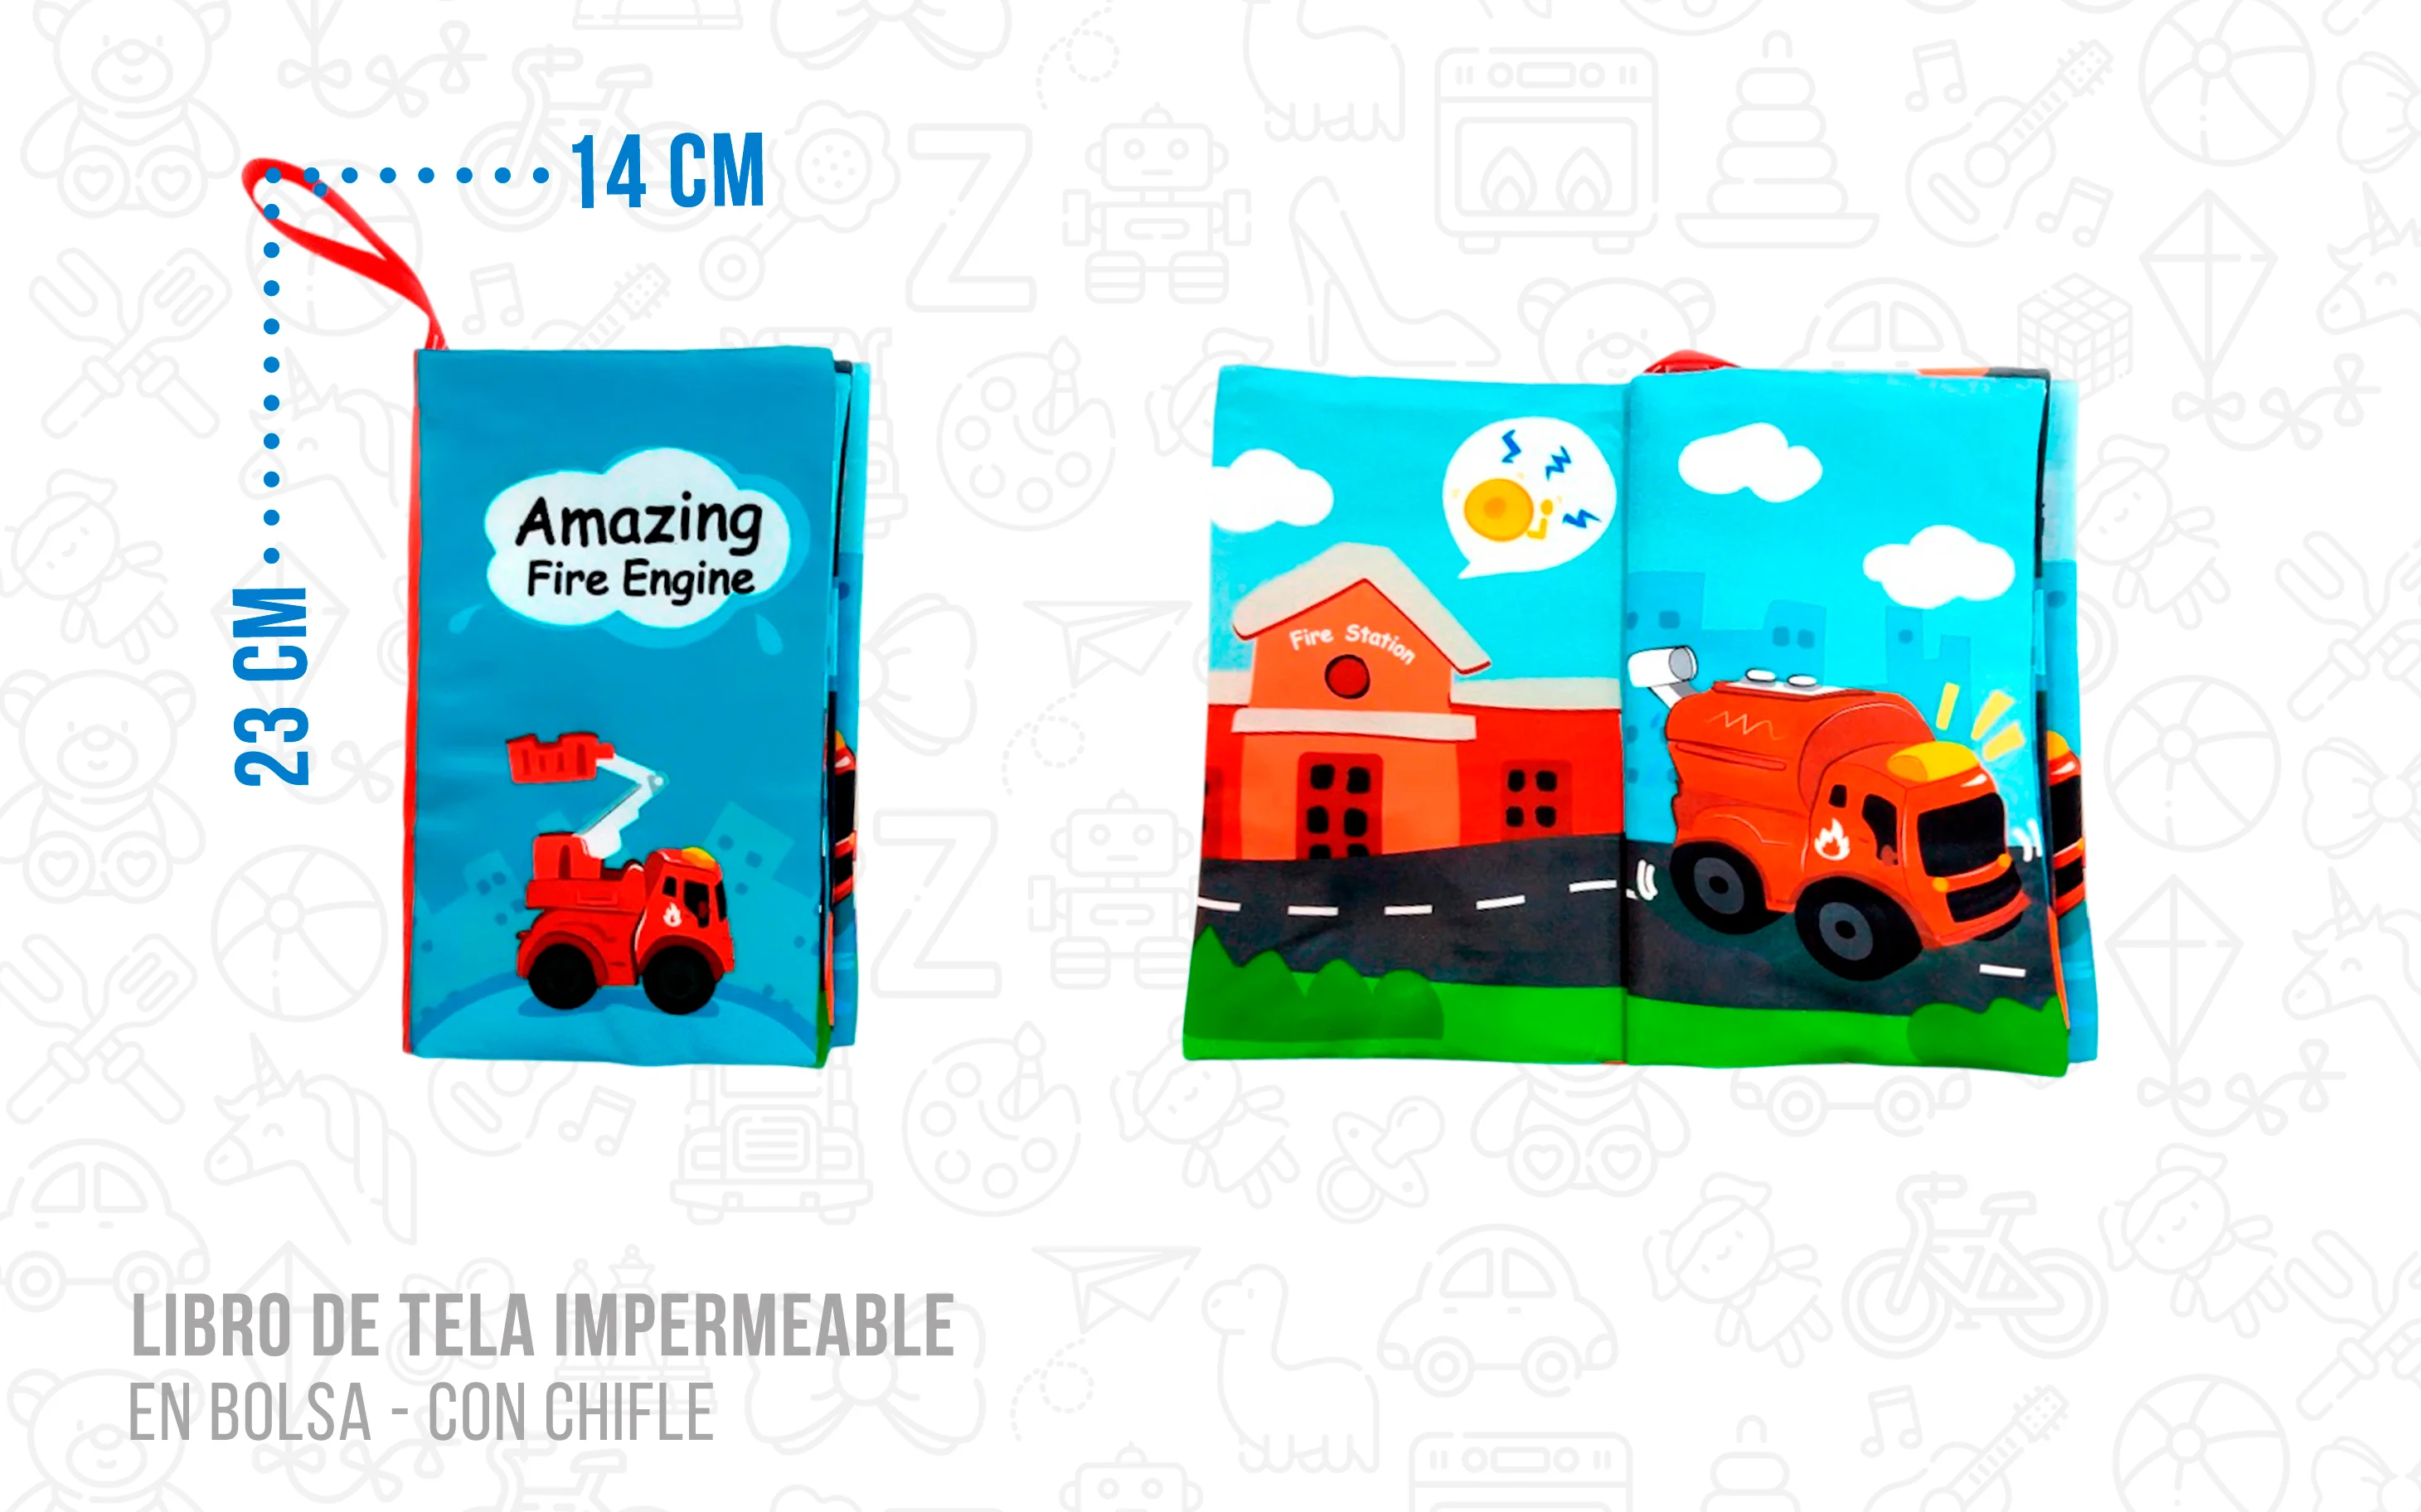 14 CM
23 CM
Amazing
Fire Engine
Fire Station
LIBRO DE TELA IMPERMEABLE
EN BOLSA - CON CHIFLE